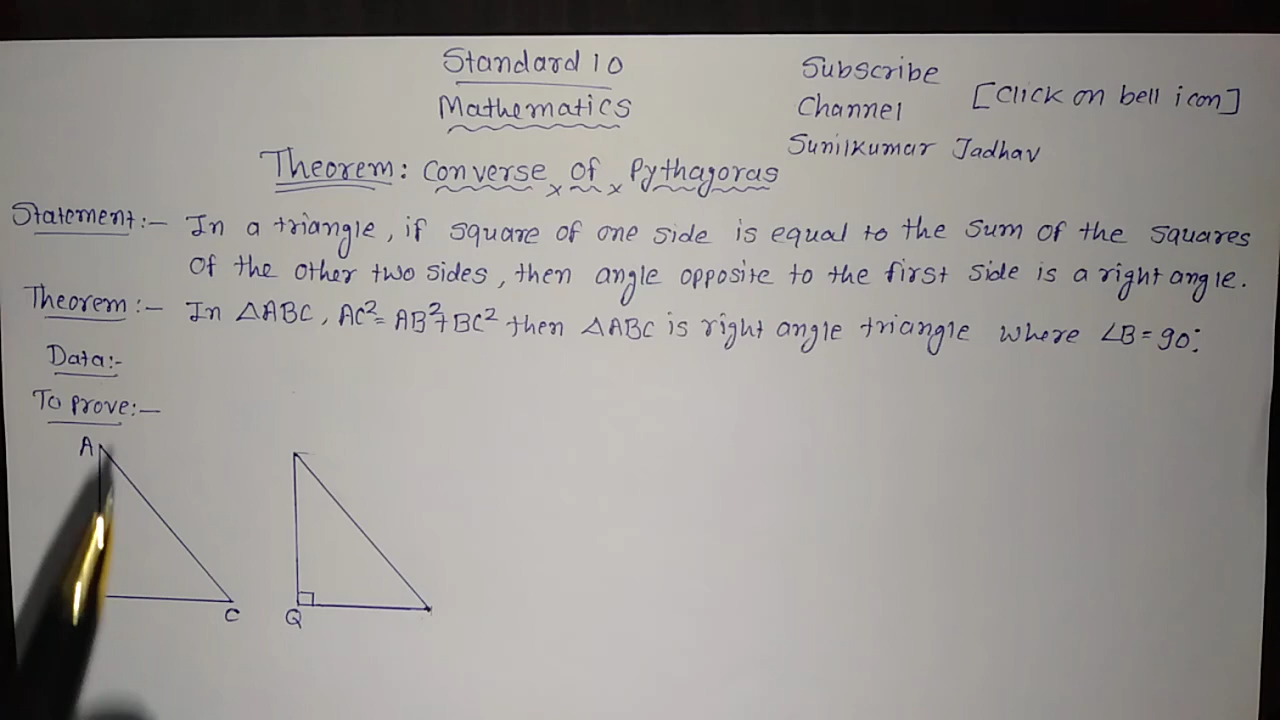 Standard 10
Mathematics
Subscribe
Channel [Click on bell icon]
Sunilkumar Jadhav
Theorem: Converse of Pythagoras
Statement:- In a triangle, if square of one side is equal to the sum of the squares
of the other two sides, then angle opposite to the first side is a right angle.
Theorem:- In △ABC, AC²= AB²+BC² then △ABC is right angle triangle where ∠B=90°.
Data:-
To prove:-
A
C
Q